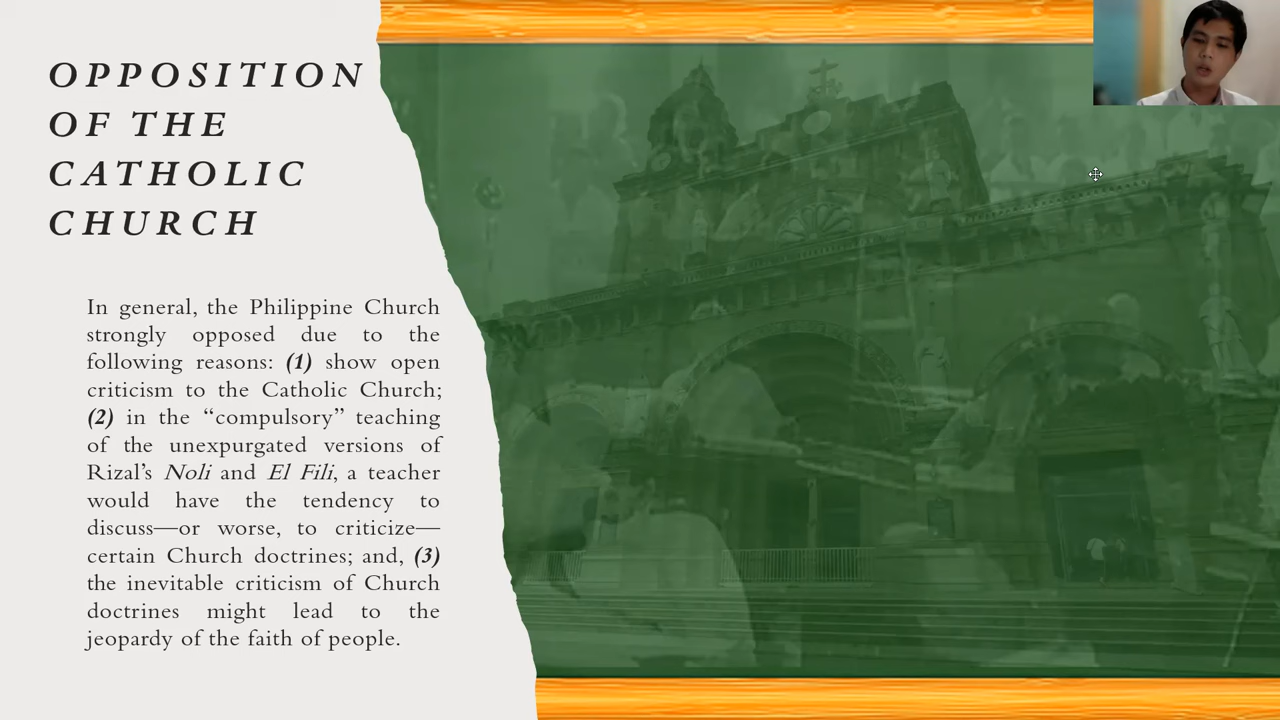 OPPOSITION
OF THE
CATHOLIC
CHURCH
In general, the Philippine Church
strongly opposed due to the
following reasons: (1) show open
criticism to the Catholic Church;
(2) in the “compulsory” teaching
of the unexpurgated versions of
Rizal’s Noli and El Fili, a teacher
would have the tendency to
discuss—or worse, to criticize—
certain Church doctrines; and, (3)
the inevitable criticism of Church
doctrines might lead to the
jeopardy of the faith of people.